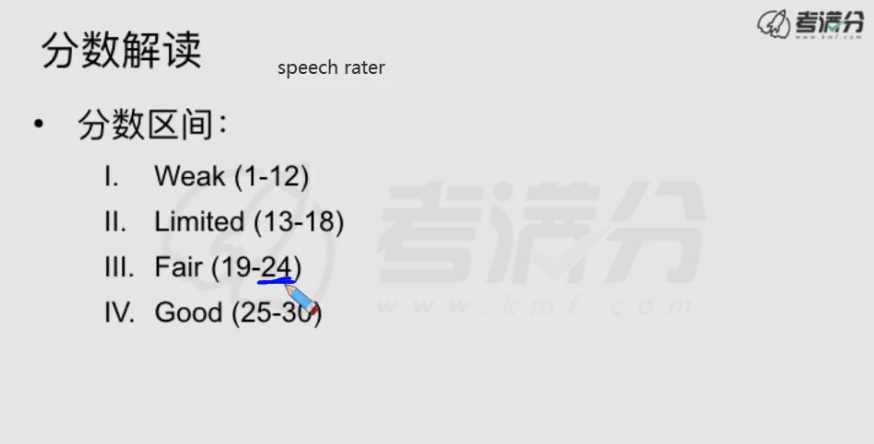 考满分
www.kmf.com
分数解读
speech rater
• 分数区间：
I. Weak (1-12)
II. Limited (13-18)
III. Fair (19-24)
IV. Good (25-30)
考满分
www.kmf.com